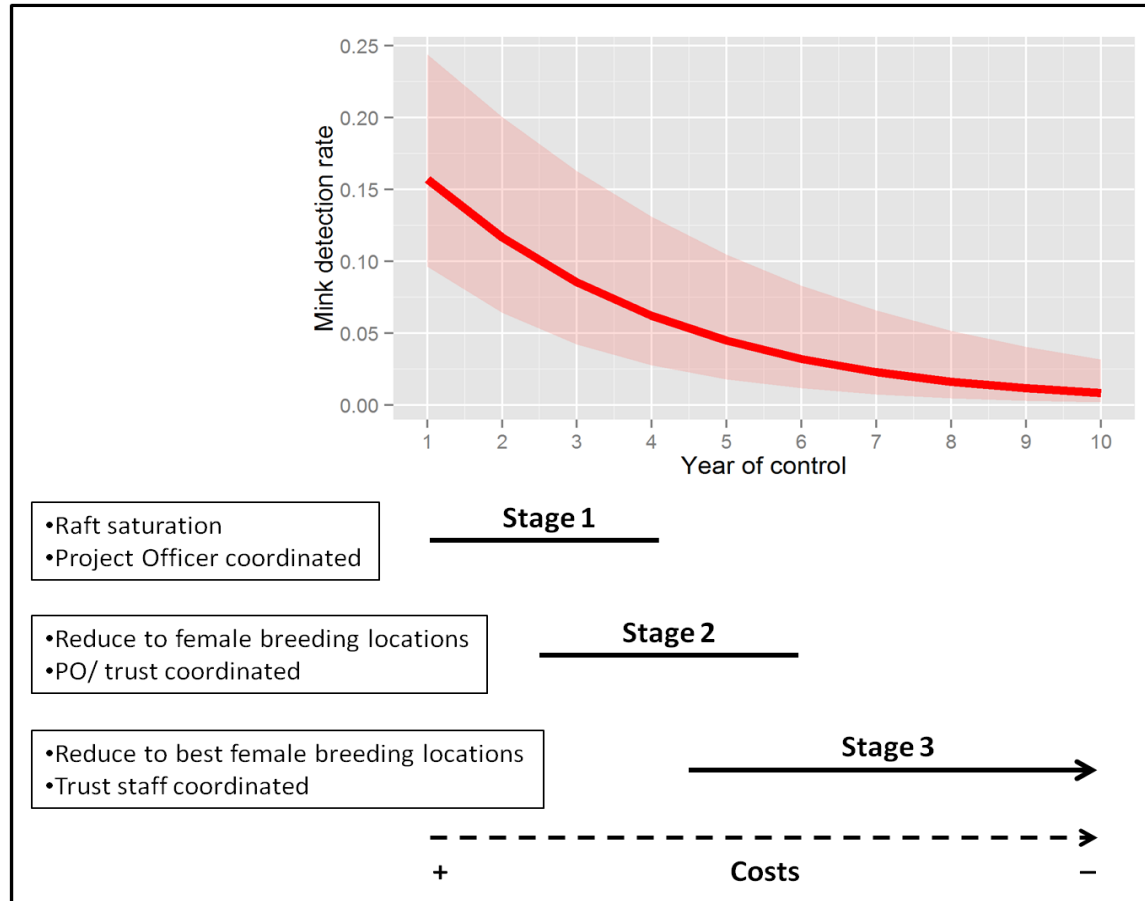 0.25
0.20
0.15
0.10
0.05
0.00
Mink detection rate
1 2 3 4 5 6 7 8 9 10
Year of control
•Raft saturation
•Project Officer coordinated
Stage 1
•Reduce to female breeding locations
•PO/ trust coordinated
Stage 2
•Reduce to best female breeding locations
•Trust staff coordinated
Stage 3
+ Costs –